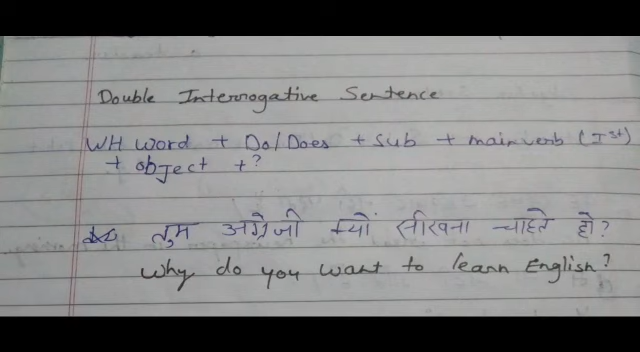 Double Interrogative Sentence
WH word + Do/Does + Sub + main verb (Ist)
+ object + ?
तुम अंग्रेजी क्यों सीखना चाहते हो?
Why do you want to learn English?